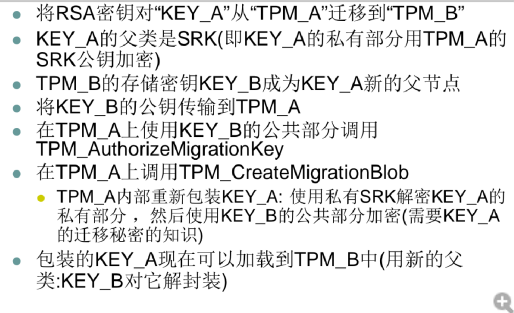 将RSA密钥对“KEY_A”从“TPM_A”迁移到“TPM_B”
KEY_A的父类是SRK(即KEY_A的私有部分用TPM_A的
SRK公钥加密)
TPM_B的存储密钥KEY_B成为KEY_A新的父节点
将KEY_B的公钥传输到TPM_A
在TPM_A上使用KEY_B的公共部分调用
TPM_AuthorizeMigrationKey
在TPM_A上调用TPM_CreateMigrationBlob
TPM_A内部重新包装KEY_A: 使用私有SRK解密KEY_A的
私有部分 ，然后使用KEY_B的公共部分加密(需要KEY_A
的迁移秘密的知识)
包装的KEY_A现在可以加载到TPM_B中(用新的父
类:KEY_B对它解封装)